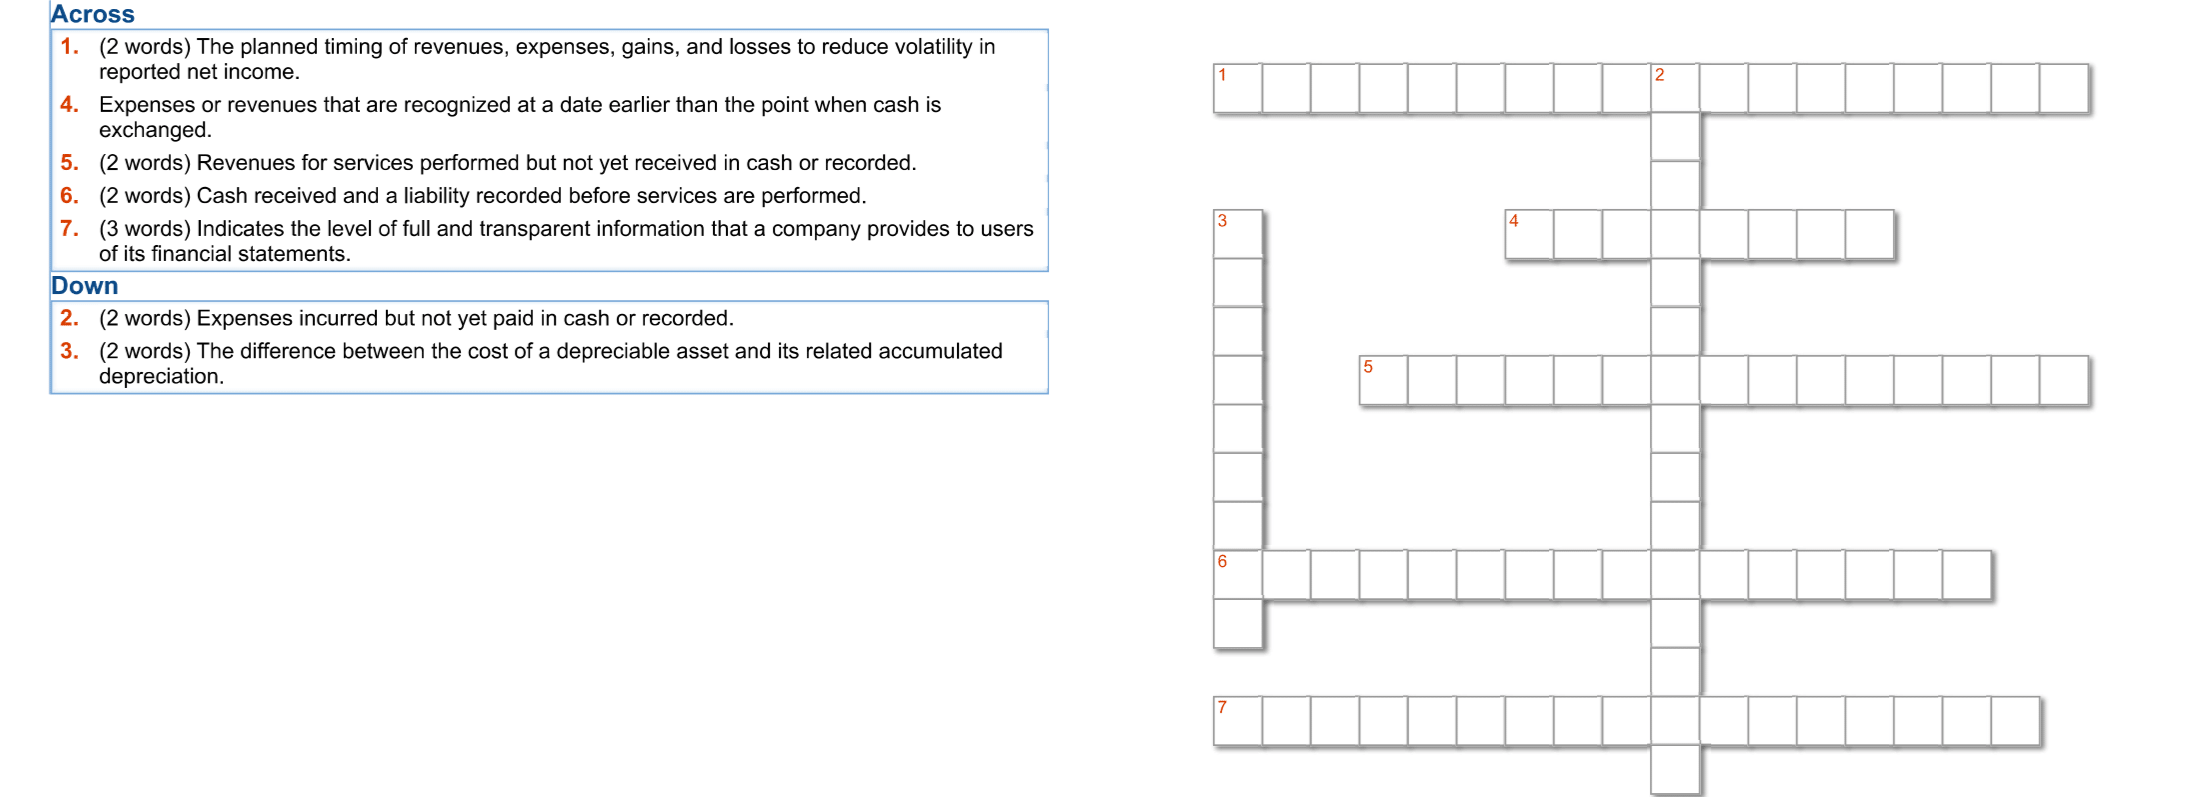 Across
1. (2 words) The planned timing of revenues, expenses, gains, and losses to reduce volatility in
reported net income.
4. Expenses or revenues that are recognized at a date earlier than the point when cash is
exchanged.
5. (2 words) Revenues for services performed but not yet received in cash or recorded.
6. (2 words) Cash received and a liability recorded before services are performed.
7. (3 words) Indicates the level of full and transparent information that a company provides to users
of its financial statements.
Down
2. (2 words) Expenses incurred but not yet paid in cash or recorded.
3. (2 words) The difference between the cost of a depreciable asset and its related accumulated
depreciation.
1 2
3 4
5
6
7